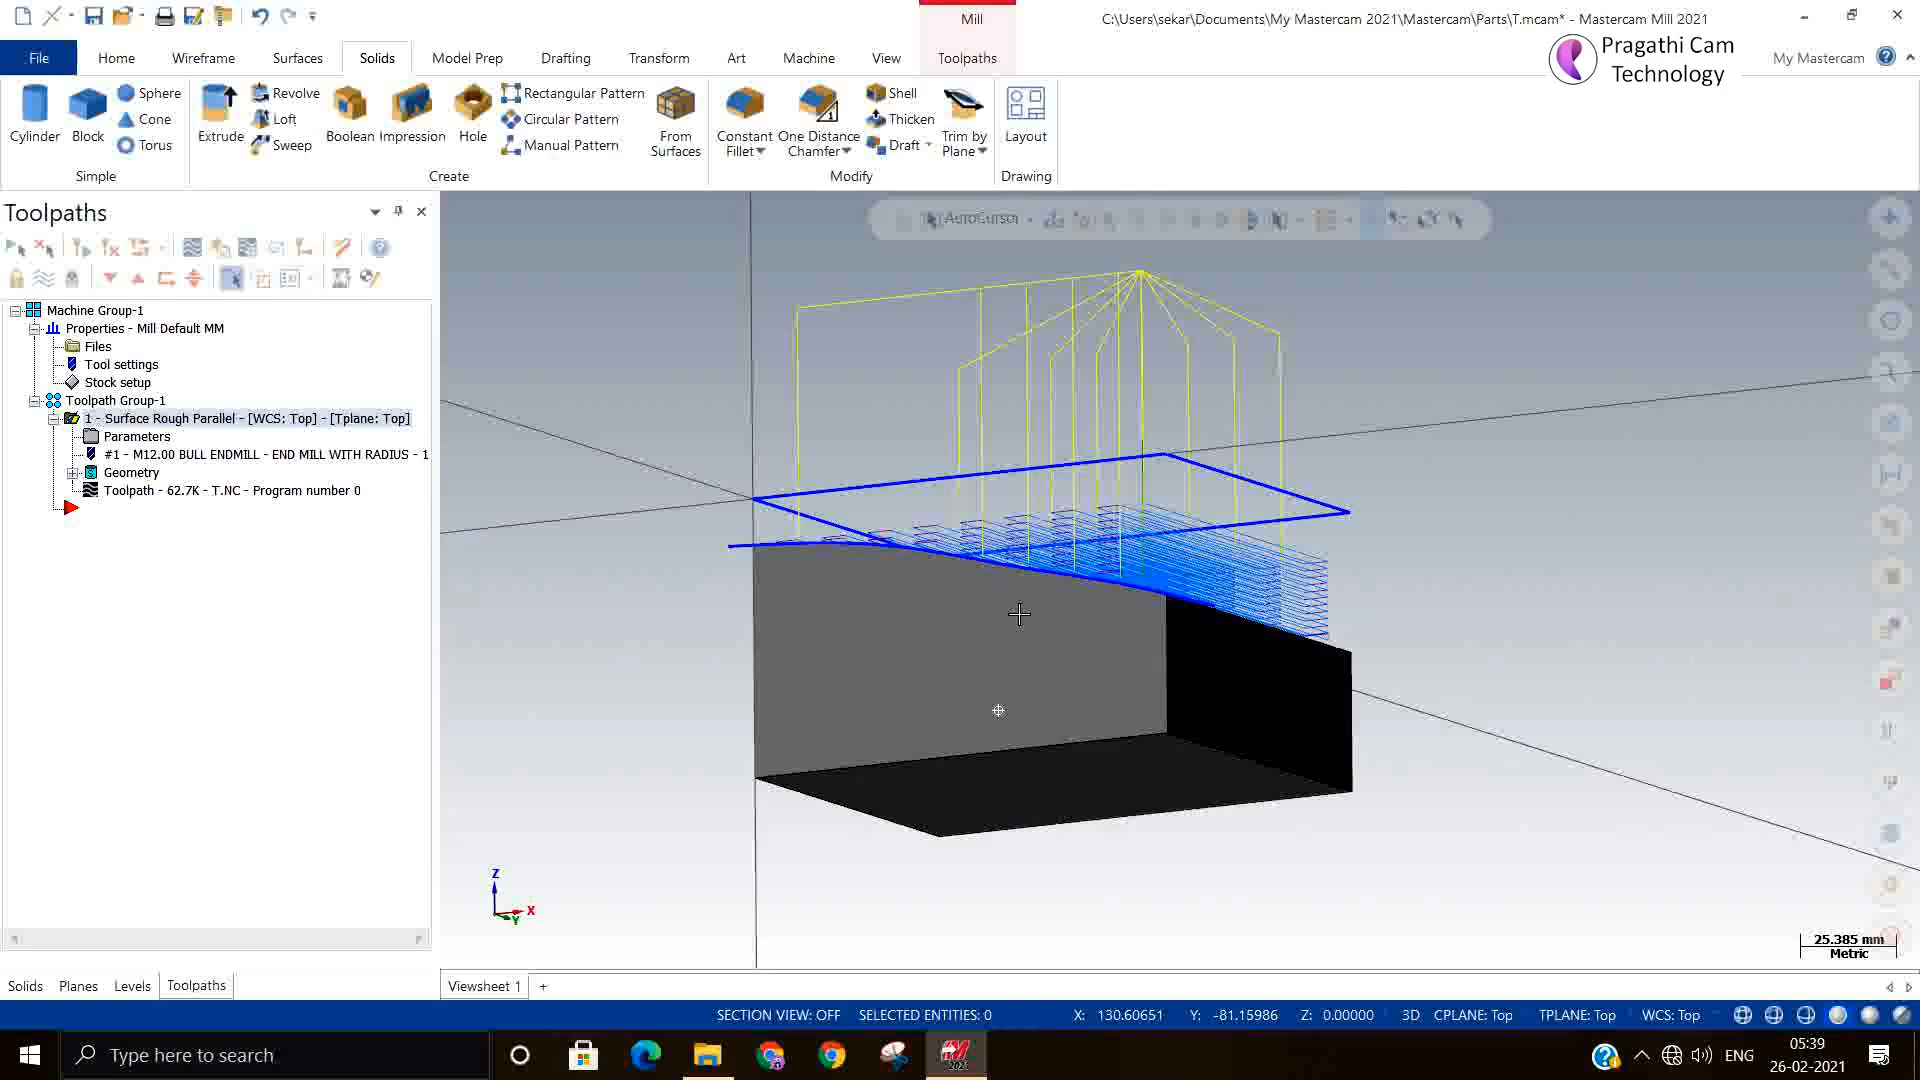 Mill
C:\Users\sekar\Documents\My Mastercam 2021\Mastercam\Parts\T.mcam* - Mastercam Mill 2021
File
Home
Wireframe
Surfaces
Solids
Model Prep
Drafting
Transform
Art
Machine
View
Toolpaths
Pragathi Cam
Technology
My Mastercam
Cylinder
Block
Sphere
Cone
Torus
Simple
Extrude
Revolve
Loft
Sweep
Boolean
Impression
Hole
Rectangular Pattern
Circular Pattern
Manual Pattern
From
Surfaces
Create
Constant
Fillet
One Distance
Chamfer
Shell
Thicken
Draft
Trim by
Plane
Modify
Layout
Drawing
Toolpaths
AutoCursor
Machine Group-1
Properties - Mill Default MM
Files
Tool settings
Stock setup
Toolpath Group-1
1 - Surface Rough Parallel - [WCS: Top] - [Tplane: Top]
Parameters
#1 - M12.00 BULL ENDMILL - END MILL WITH RADIUS - 1
Geometry
Toolpath - 62.7K - T.NC - Program number 0
Z
X
Y
25.385 mm
Metric
Solids
Planes
Levels
Toolpaths
Viewsheet 1
+
SECTION VIEW: OFF
SELECTED ENTITIES: 0
X: 130.60651
Y: -81.15986
Z: 0.00000
3D
CPLANE: Top
TPLANE: Top
WCS: Top
Type here to search
2021
ENG
05:39
26-02-2021